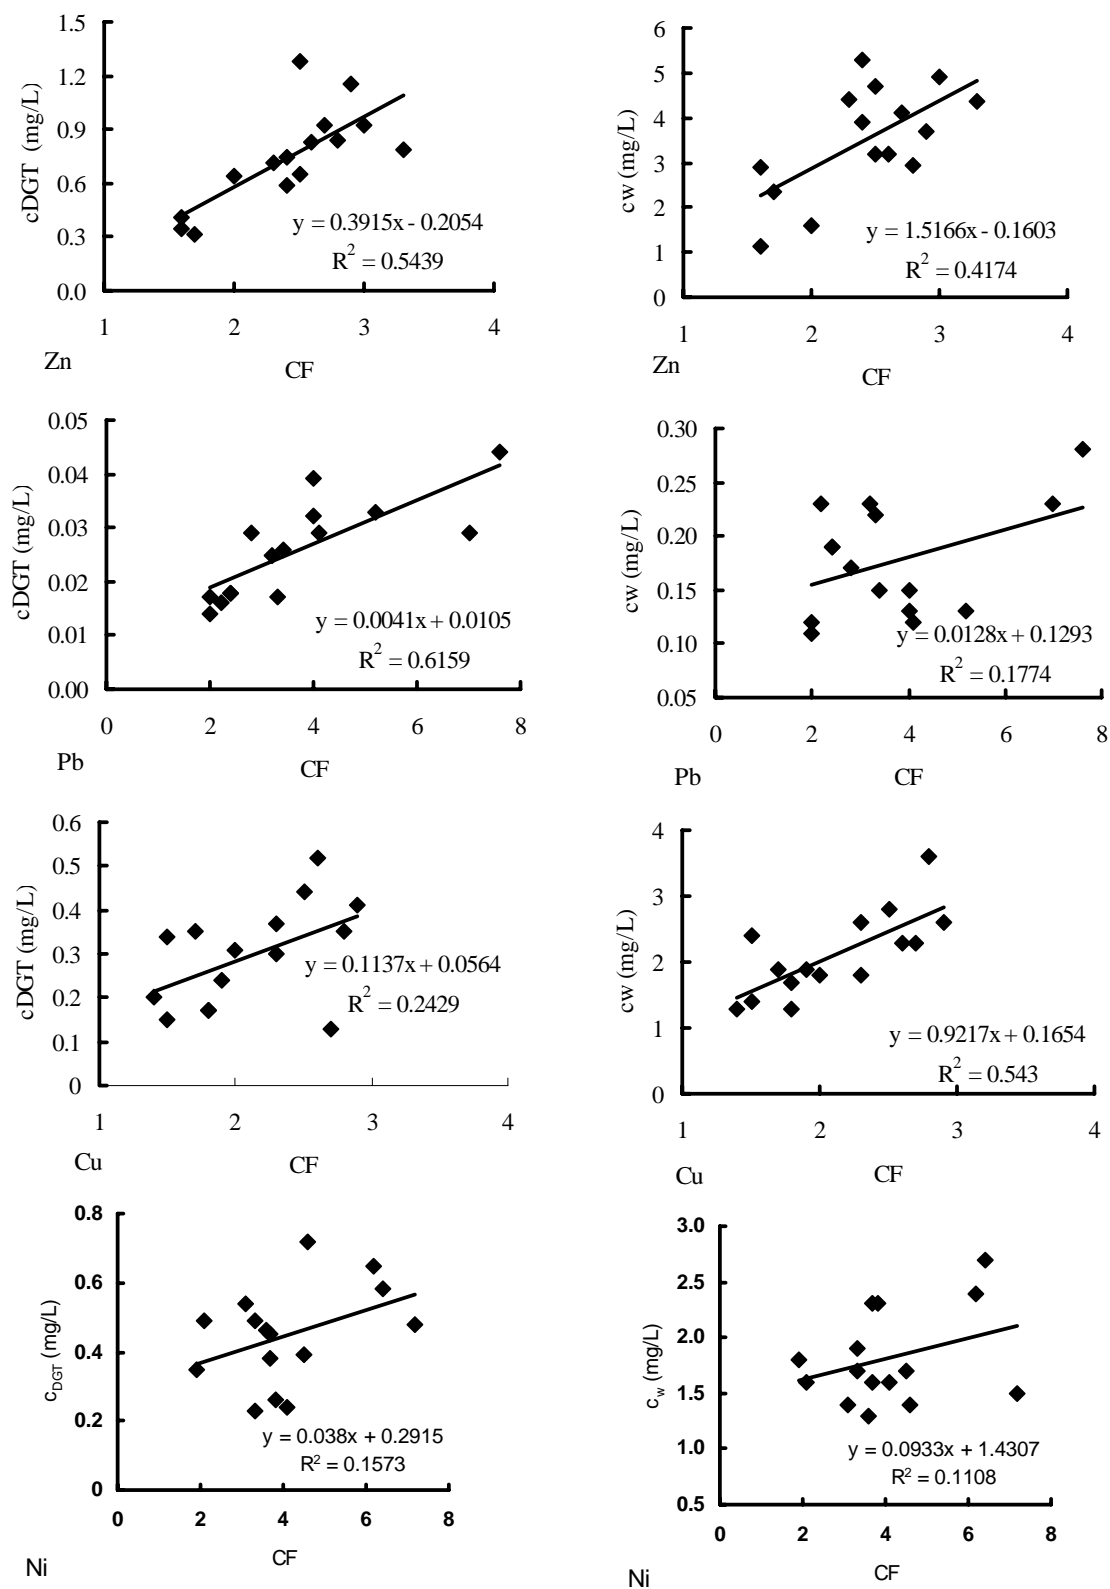 1.5
1.2
0.9
0.6
0.3
0.0
cDGT (mg/L)
y = 0.3915x - 0.2054
R² = 0.5439
1 2 3 4
Zn
CF
6
5
4
3
2
1
0
cw (mg/L)
y = 1.5166x - 0.1603
R² = 0.4174
1 2 3 4
Zn
CF
0.05
0.04
0.03
0.02
0.01
0.00
cDGT (mg/L)
y = 0.0041x + 0.0105
R² = 0.6159
0 2 4 6 8
Pb
CF
0.30
0.25
0.20
0.15
0.10
0.05
cw (mg/L)
y = 0.0128x + 0.1293
R² = 0.1774
0 2 4 6 8
Pb
CF
0.6
0.5
0.4
0.3
0.2
0.1
0
cDGT (mg/L)
y = 0.1137x + 0.0564
R² = 0.2429
1 2 3 4
Cu
CF
4
3
2
1
0
cw (mg/L)
y = 0.9217x + 0.1654
R² = 0.543
1 2 3 4
Cu
CF
0.8
0.6
0.4
0.2
0
cDGT (mg/L)
y = 0.038x + 0.2915
R² = 0.1573
0 2 4 6 8
Ni
CF
3.0
2.5
2.0
1.5
1.0
0.5
cw (mg/L)
y = 0.0933x + 1.4307
R² = 0.1108
0 2 4 6 8
Ni
CF